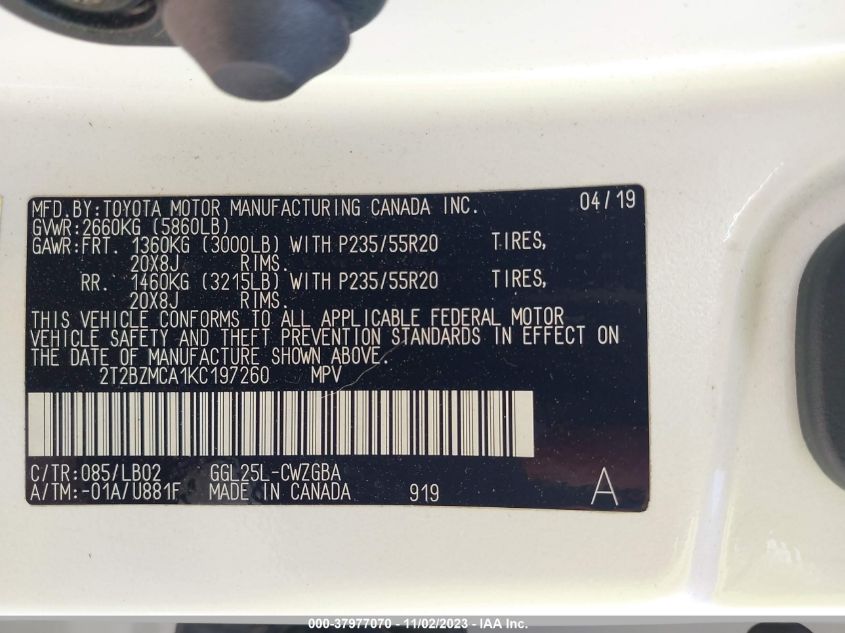 MFD.BY:TOYOTA MOTOR MANUFACTURING CANADA INC. 04/19
GVWR:2660KG (5860LB)
GAWR:FRT. 1360KG (3000LB) WITH P235/55R20 TIRES,
20X8J RIMS.
RR. 1460KG (3215LB) WITH P235/55R20 TIRES,
20X8J RIMS.
THIS VEHICLE CONFORMS TO ALL APPLICABLE FEDERAL MOTOR
VEHICLE SAFETY AND THEFT PREVENTION STANDARDS IN EFFECT ON
THE DATE OF MANUFACTURE SHOWN ABOVE.
2T2BZMCA1KC197260 MPV
C/TR:085/LB02 GGL25L-CWZGBA
A/TM:-01A/U881F MADE IN CANADA 919 A
000-37977070 - 11/02/2023 - IAA Inc.